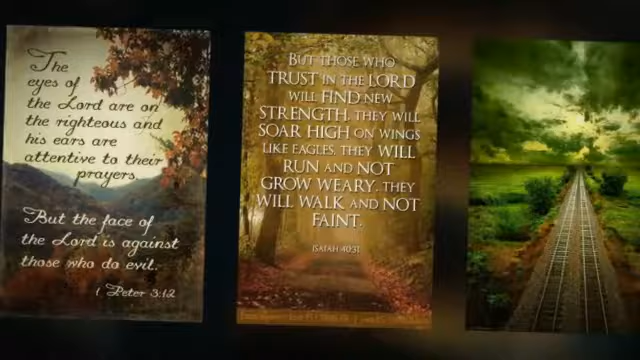 The
eyes of
the Lord are on
the righteous and
his ears are
attentive to their
prayers.
But the face of
the Lord is against
those who do evil.
1 Peter 3:12
BUT THOSE WHO
TRUST IN THE LORD
WILL FIND NEW
STRENGTH. THEY WILL
SOAR HIGH ON WINGS
LIKE EAGLES. THEY WILL
RUN AND NOT
GROW WEARY. THEY
WILL WALK AND NOT
FAINT.
ISAIAH 40:31